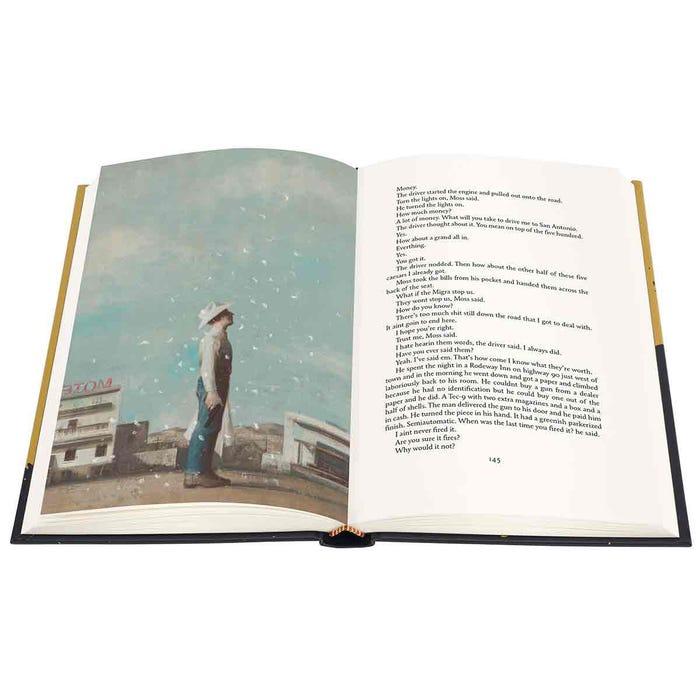 MOTE
Money.
The driver started the engine and pulled out onto the road.
Turn the lights on, Moss said.
He turned the lights on.
How much money?
A lot of money. What will you take to drive me to San Antonio.
The driver thought about it. You mean on top of the five hundred.
Yes.
How about a grand all in.
Everthing.
Yes.
You got it.
The driver nodded. Then how about the other half of these five
caesars I already got.
Moss took the bills from his pocket and handed them across the
back of the seat.
What if the Migra stop us.
They wont stop us, Moss said.
How do you know?
There's too much shit still down the road that I got to deal with.
It aint goin to end here.
I hope you're right.
Trust me, Moss said.
I hate hearin them words, the driver said. I always did.
Have you ever said them?
Yeah. I've said em. That's how come I know what they're worth.
He spent the night in a Rodeway Inn on highway 90 just west of
town and in the morning he went down and got a paper and climbed
laboriously back to his room. He couldnt buy a gun from a dealer
because he had no identification but he could buy one out of the
paper and he did. A Tec-9 with two extra magazines and a box and a
half of shells. The man delivered the gun to his door and he paid him
in cash. He turned the piece in his hand. It had a greenish parkerized
finish. Semiautomatic. When was the last time you fired it? he said.
I aint never fired it.
Are you sure it fires?
Why would it not?
145